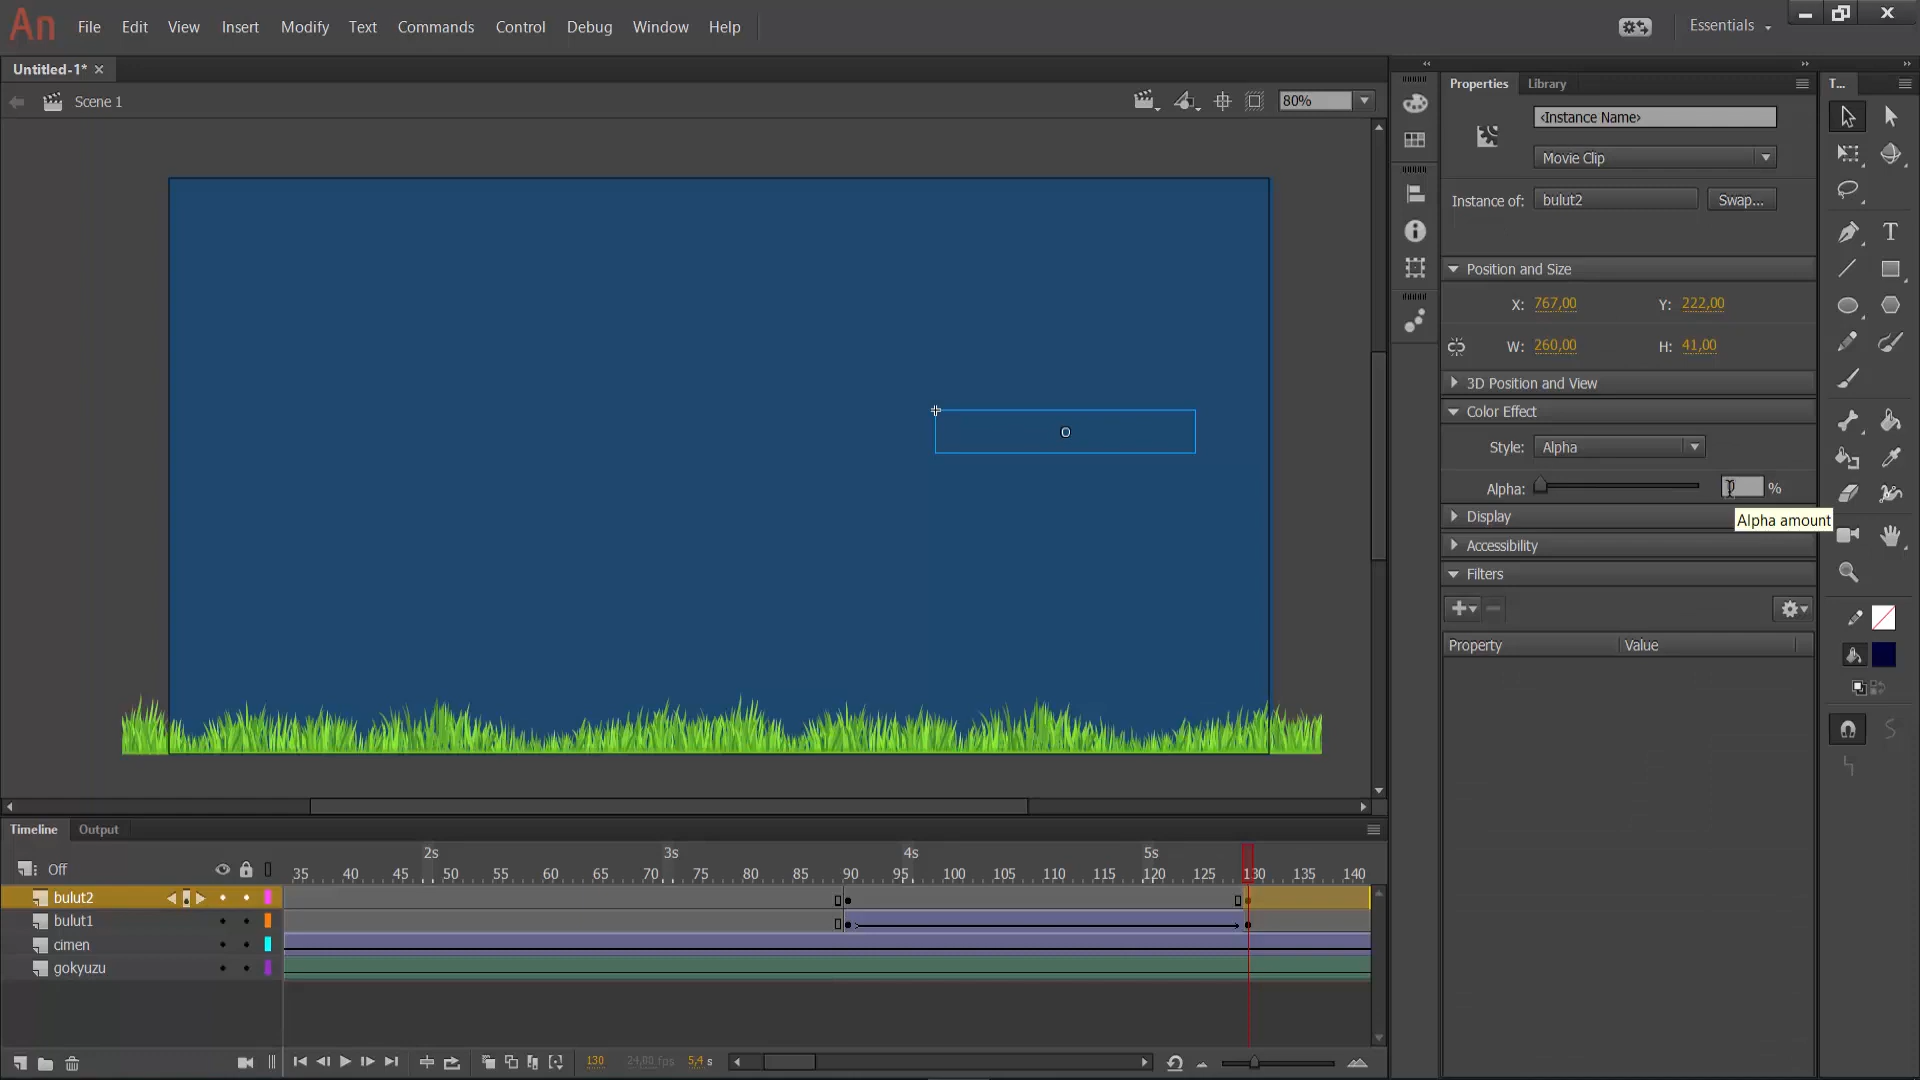 An File Edit View Insert Modify Text Commands Control Debug Window Help Essentials
Untitled-1*
Scene 1
80%
Properties Library
T...
<Instance Name>
Movie Clip
Instance of: bulut2 Swap...
Position and Size
X: 767,00 Y: 222,00
W: 260,00 H: 41,00
3D Position and View
Color Effect
Style: Alpha
Alpha: %
Display
Alpha amount
Accessibility
Filters
Property Value
Timeline Output
2s 3s 4s 5s
Off
35 40 45 50 55 60 65 70 75 80 85 90 95 100 105 110 115 120 125 130 135 140
bulut2
bulut1
cimen
gokyuzu
130 24,00 fps 5,4 s